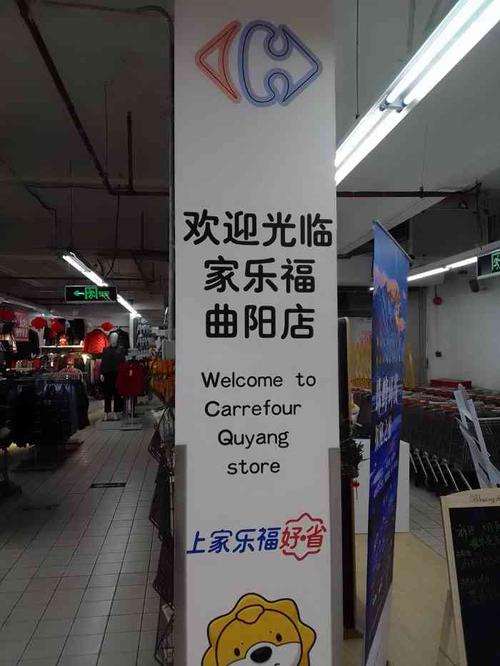 欢迎光临
家乐福
曲阳店
Welcome to
Carrefour
Quyang
store
上家乐福好·省